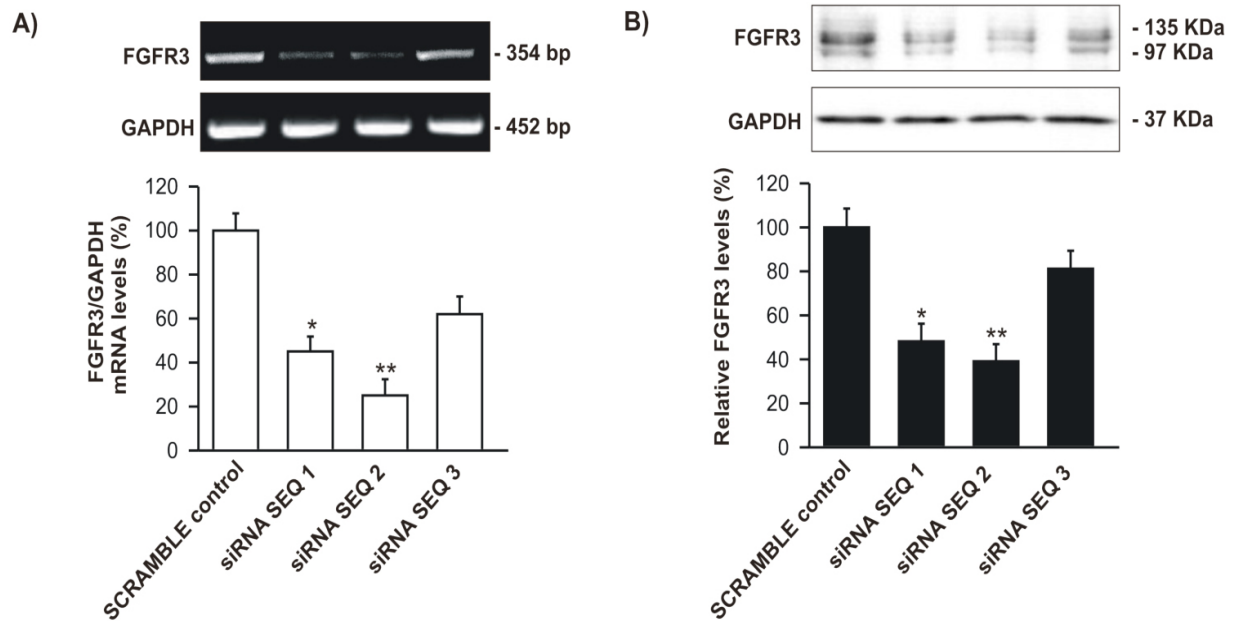 A)
FGFR3
- 354 bp
GAPDH
- 452 bp
FGFR3/GAPDH
mRNA levels (%)
120
100
80
60
40
20
0
*
**
SCRAMBLE control
siRNA SEQ 1
siRNA SEQ 2
siRNA SEQ 3
B)
FGFR3
- 135 KDa
- 97 KDa
GAPDH
- 37 KDa
Relative FGFR3 levels (%)
120
100
80
60
40
20
0
*
**
SCRAMBLE control
siRNA SEQ 1
siRNA SEQ 2
siRNA SEQ 3